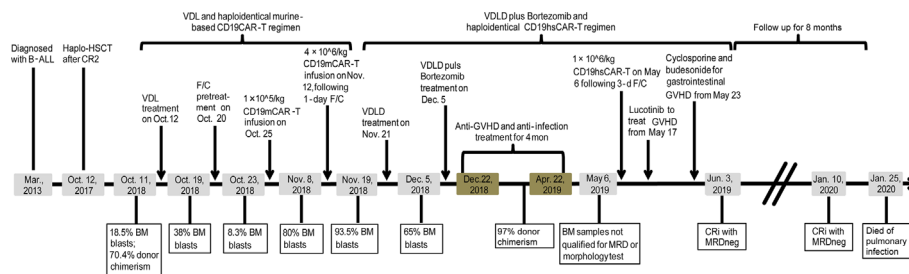 VDL and haploidentical murine-
based CD19CAR-T regimen
VDLD plus Bortezomib and
haploidentical CD19hsCAR-T regimen
Follow up for 8 months
Diagnosed
with B-ALL
Haplo-HSCT
after CR2
VDL
treatment
on Oct.12
F/C
pretreat-
ment on
Oct. 20
1×10^5/kg
CD19mCAR-T
infusion on
Oct. 25
4×10^6/kg
CD19mCAR-T
infusion on Nov.
12,following
1-day F/C
VDLD
treatment on
Nov. 21
VDLD puls
Bortezomib
treatment on
Dec. 5
Anti-GVHD and anti-infection
treatment for 4 mon
1×10^6/kg
CD19hsCAR-T on May
6 following 3-d F/C
Lucotinib to
treat GVHD
from May 17
Cyclosporine and
budesonide for
gastrointestinal
GVHD from May 23
Mar.,
2013
Oct. 12,
2017
Oct. 11,
2018
Oct. 19,
2018
Oct. 23,
2018
Nov. 8,
2018
Nov. 19,
2018
Dec. 5,
2018
Dec. 22,
2018
Apr. 22,
2019
May 6,
2019
Jun. 3,
2019
Jan. 10,
2020
Jan. 25,
2020
18.5% BM
blasts;
70.4% donor
chimerism
38% BM
blasts
8.3% BM
blasts
80% BM
blasts
93.5% BM
blasts
65% BM
blasts
97% donor
chimerism
BM samples not
qualified for MRD or
morphology test
CRi with
MRDneg
CRi with
MRDneg
Died of
pulmonary
infection